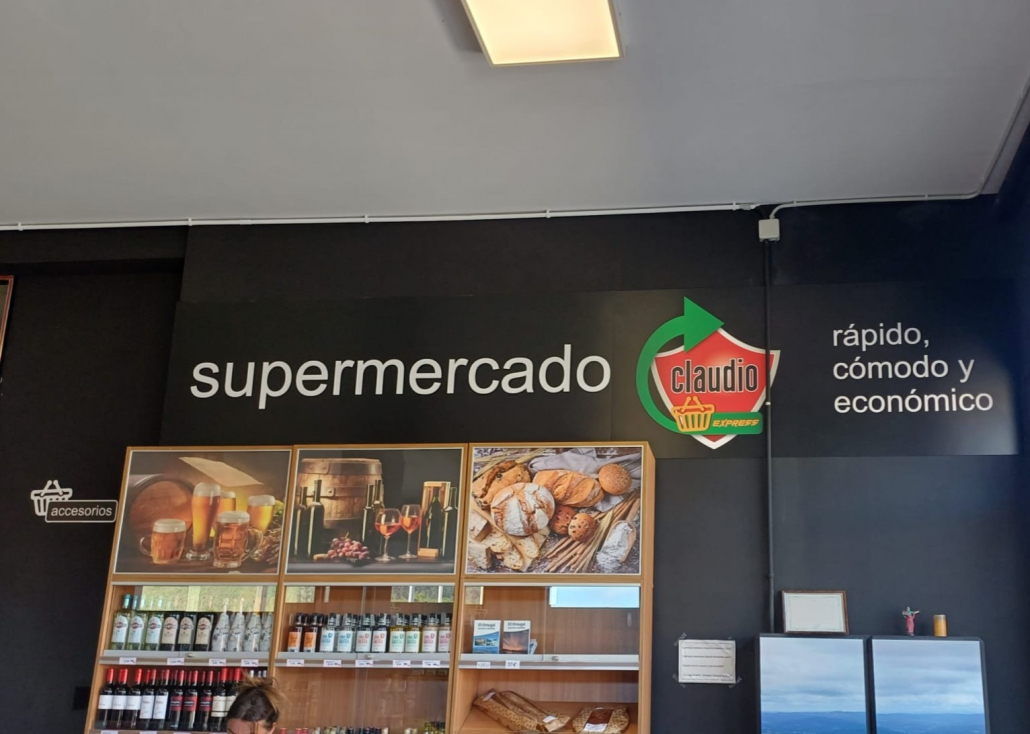 supermercado
claudio
EXPRESS
rápido,
cómodo y
económico
accesorios